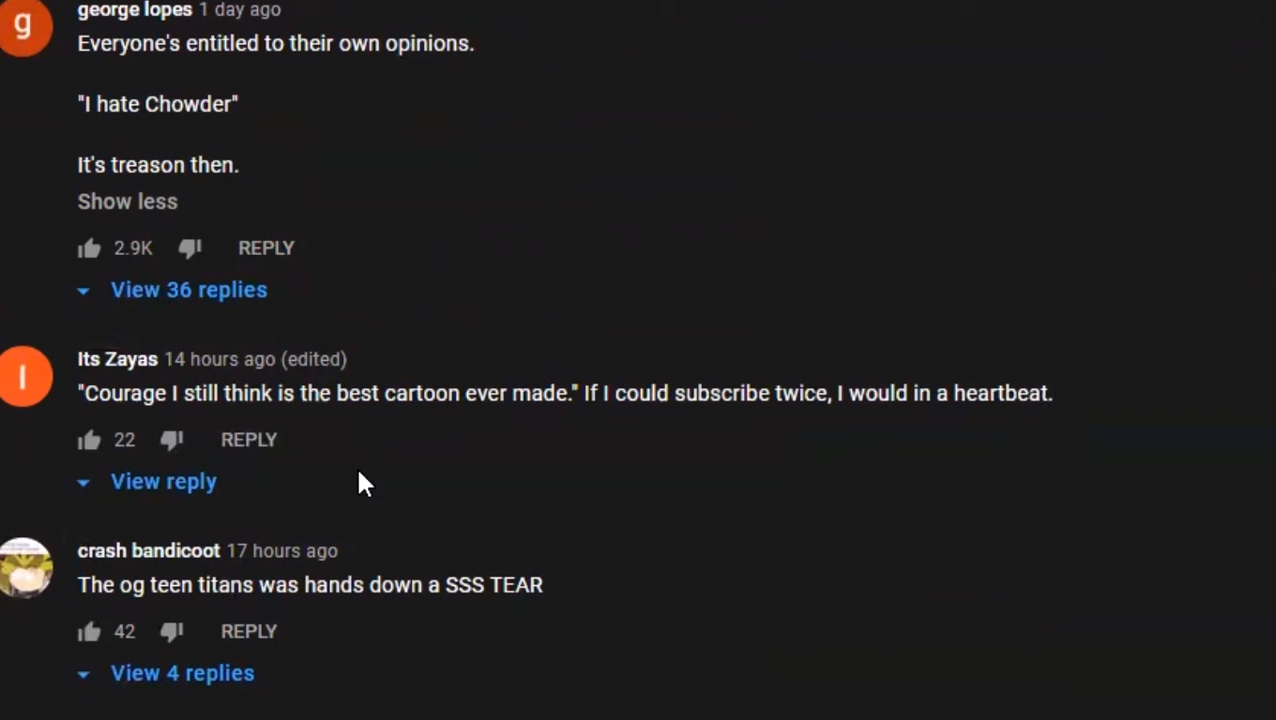 g
george lopes 1 day ago
Everyone's entitled to their own opinions.
"I hate Chowder"
It's treason then.
Show less
2.9K REPLY
View 36 replies
I
Its Zayas 14 hours ago (edited)
"Courage I still think is the best cartoon ever made." If I could subscribe twice, I would in a heartbeat.
22 REPLY
View reply
crash bandicoot 17 hours ago
The og teen titans was hands down a SSS TEAR
42 REPLY
View 4 replies